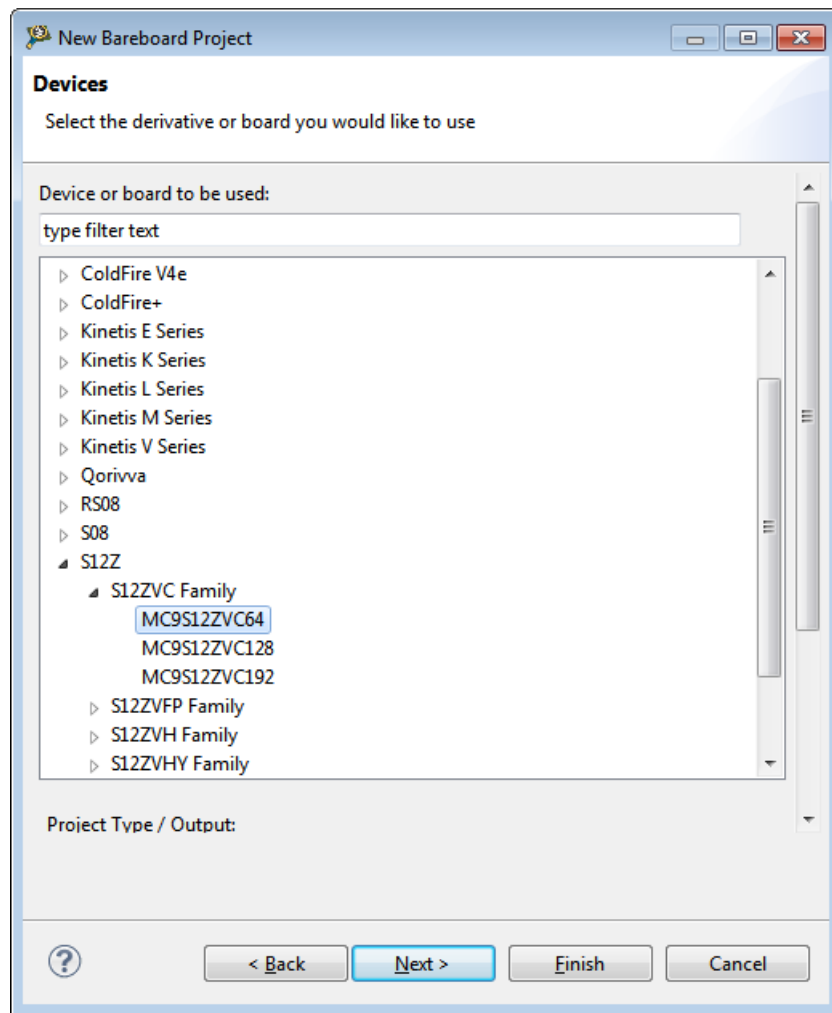 New Bareboard Project
Devices
Select the derivative or board you would like to use
Device or board to be used:
type filter text
ColdFire V4e
ColdFire+
Kinetis E Series
Kinetis K Series
Kinetis L Series
Kinetis M Series
Kinetis V Series
Qorivva
RS08
S08
S12Z
S12ZVC Family
MC9S12ZVC64
MC9S12ZVC128
MC9S12ZVC192
S12ZVFP Family
S12ZVH Family
S12ZVHY Family
Project Type / Output:
? < Back Next > Finish Cancel